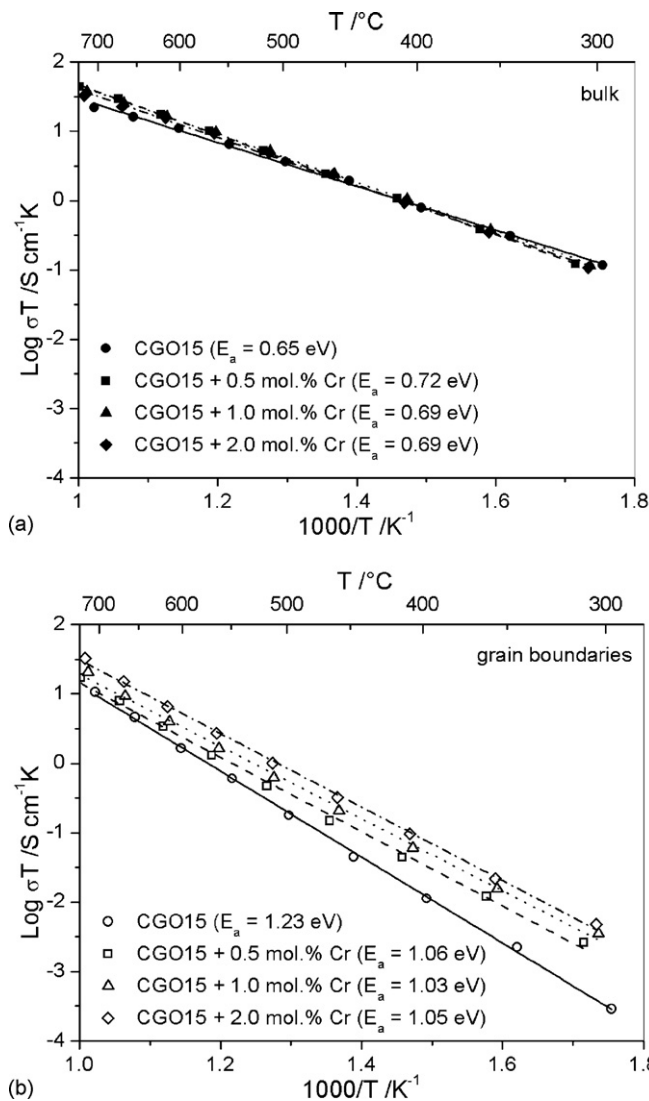 T /°C
700 600 500 400 300
2
1
0
-1
-2
-3
-4
Log σT /S cm⁻¹K
bulk
CGO15 (Eₐ = 0.65 eV)
CGO15 + 0.5 mol.% Cr (Eₐ = 0.72 eV)
CGO15 + 1.0 mol.% Cr (Eₐ = 0.69 eV)
CGO15 + 2.0 mol.% Cr (Eₐ = 0.69 eV)
1 1.2 1.4 1.6 1.8
(a)
1000/T /K⁻¹
T /°C
700 600 500 400 300
2
1
0
-1
-2
-3
-4
Log σT /S cm⁻¹K
grain boundaries
CGO15 (Eₐ = 1.23 eV)
CGO15 + 0.5 mol.% Cr (Eₐ = 1.06 eV)
CGO15 + 1.0 mol.% Cr (Eₐ = 1.03 eV)
CGO15 + 2.0 mol.% Cr (Eₐ = 1.05 eV)
1.0 1.2 1.4 1.6 1.8
(b)
1000/T /K⁻¹